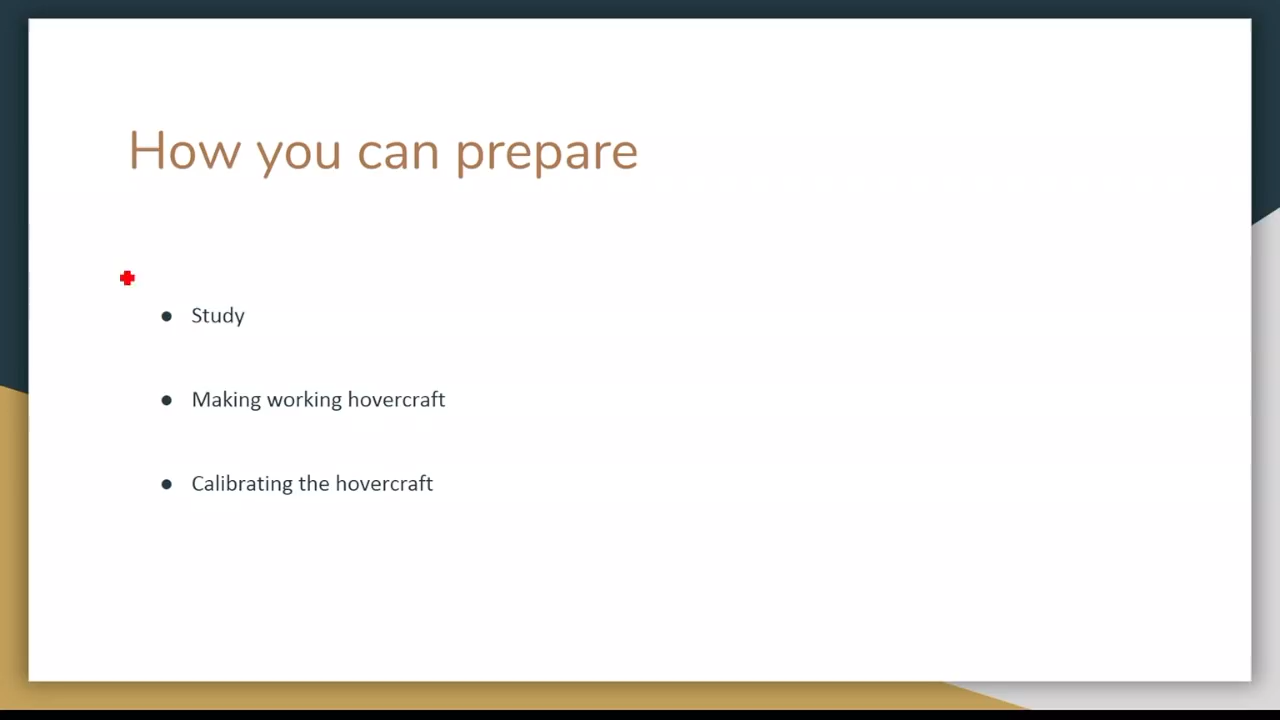 How you can prepare
● Study
● Making working hovercraft
● Calibrating the hovercraft